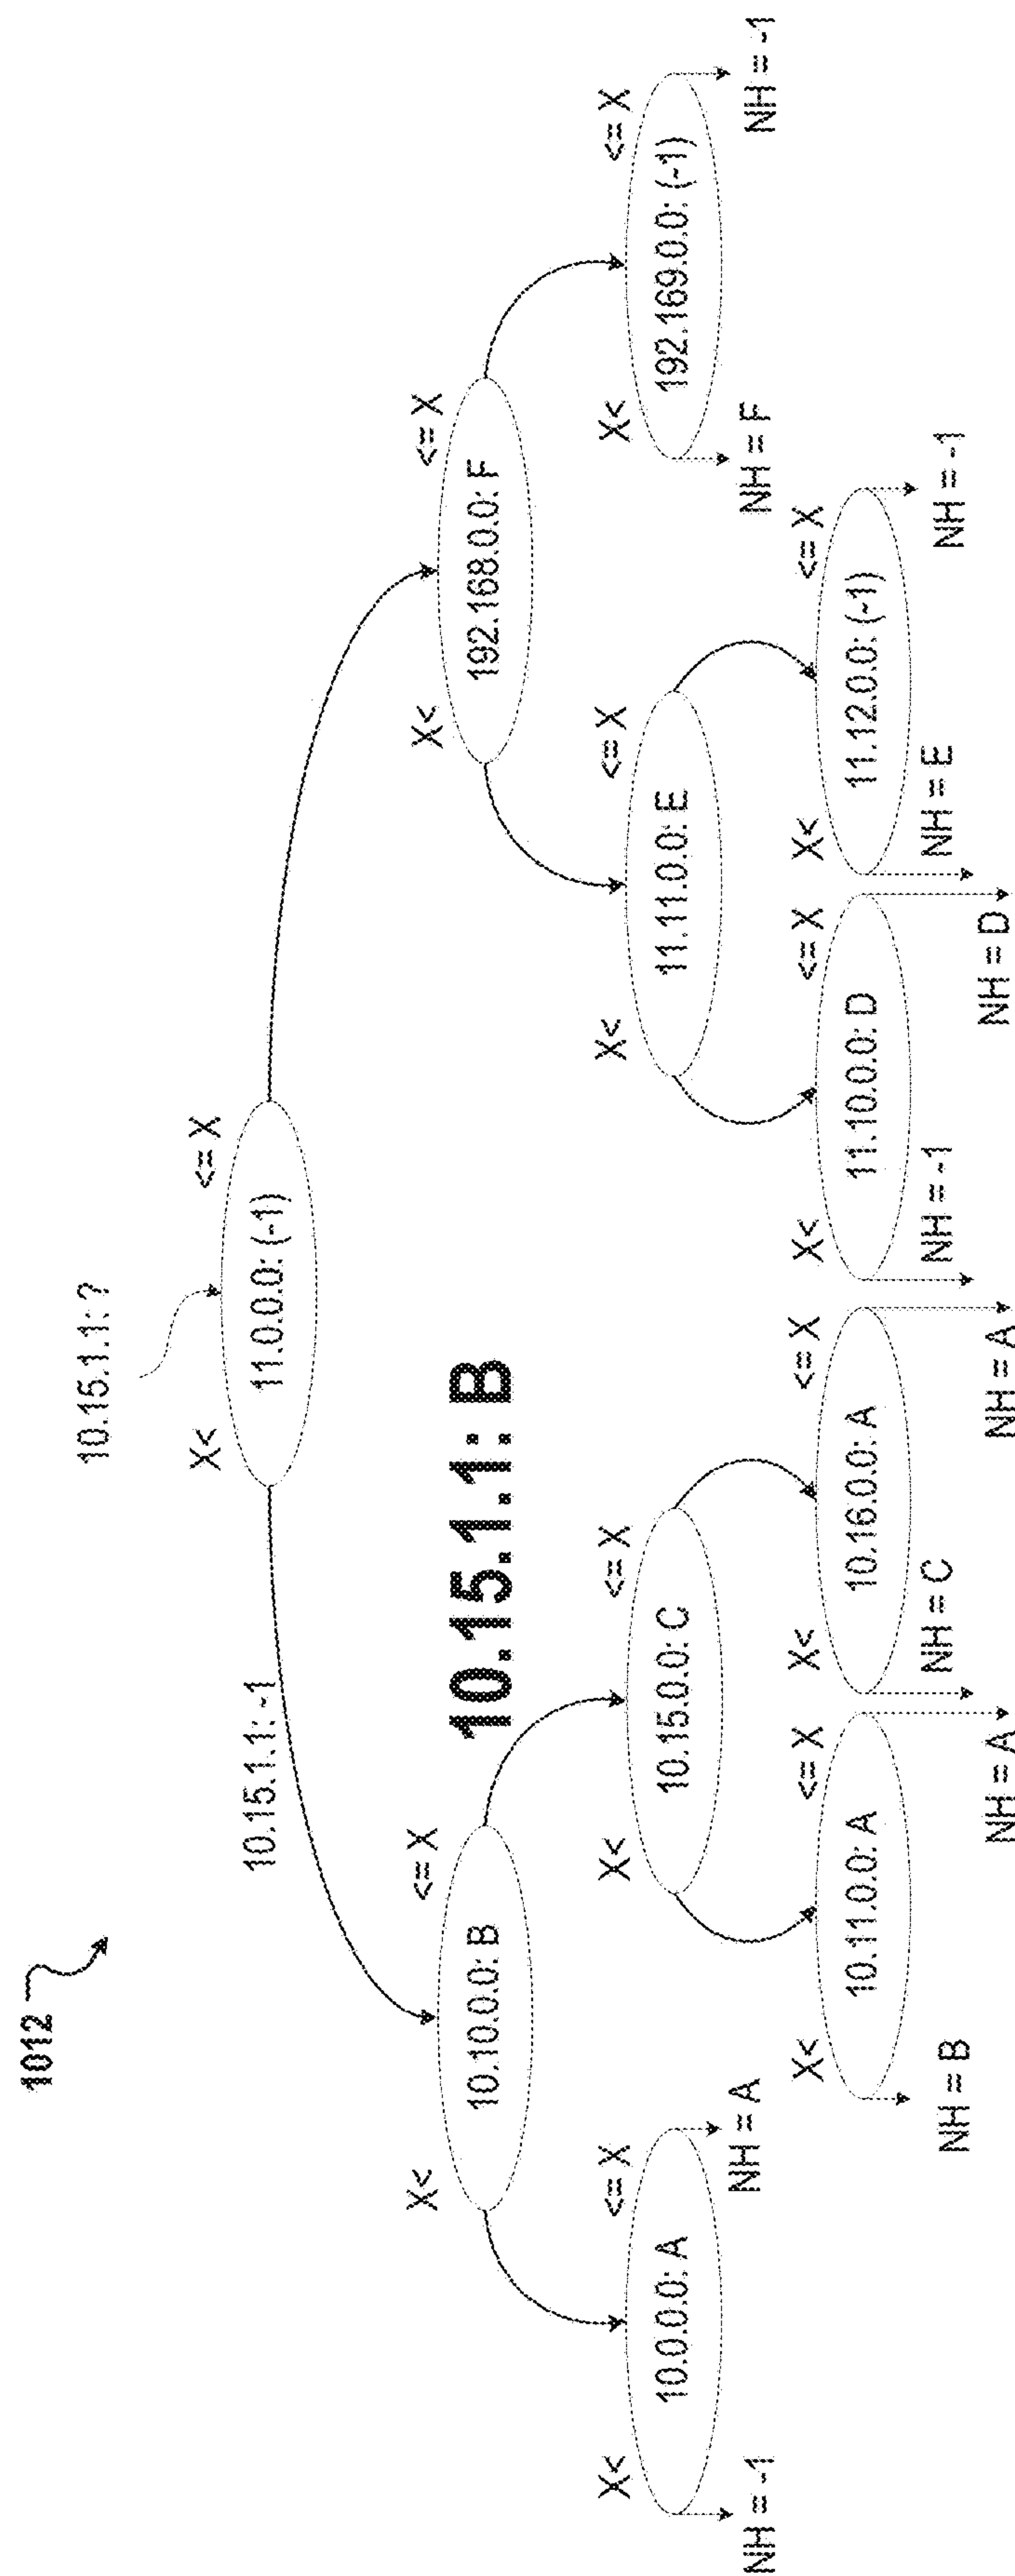 1012
10.15.1.1: ?
X<
<= X
11.0.0.0: (-1)
10.15.1.1: -1
X<
<= X
10.10.0.0: B
10.15.1.1: B
X<
<= X
192.168.0.0: F
X<
<= X
10.0.0.0: A
NH = -1
NH = A
X<
<= X
10.15.0.0: C
X<
<= X
11.11.0.0: E
X<
<= X
192.169.0.0: (-1)
NH = F
NH = -1
X<
<= X
10.11.0.0: A
NH = B
NH = A
X<
<= X
10.16.0.0: A
NH = C
NH = A
X<
<= X
11.10.0.0: D
NH = -1
NH = D
X<
<= X
11.12.0.0: (-1)
NH = E
NH = -1